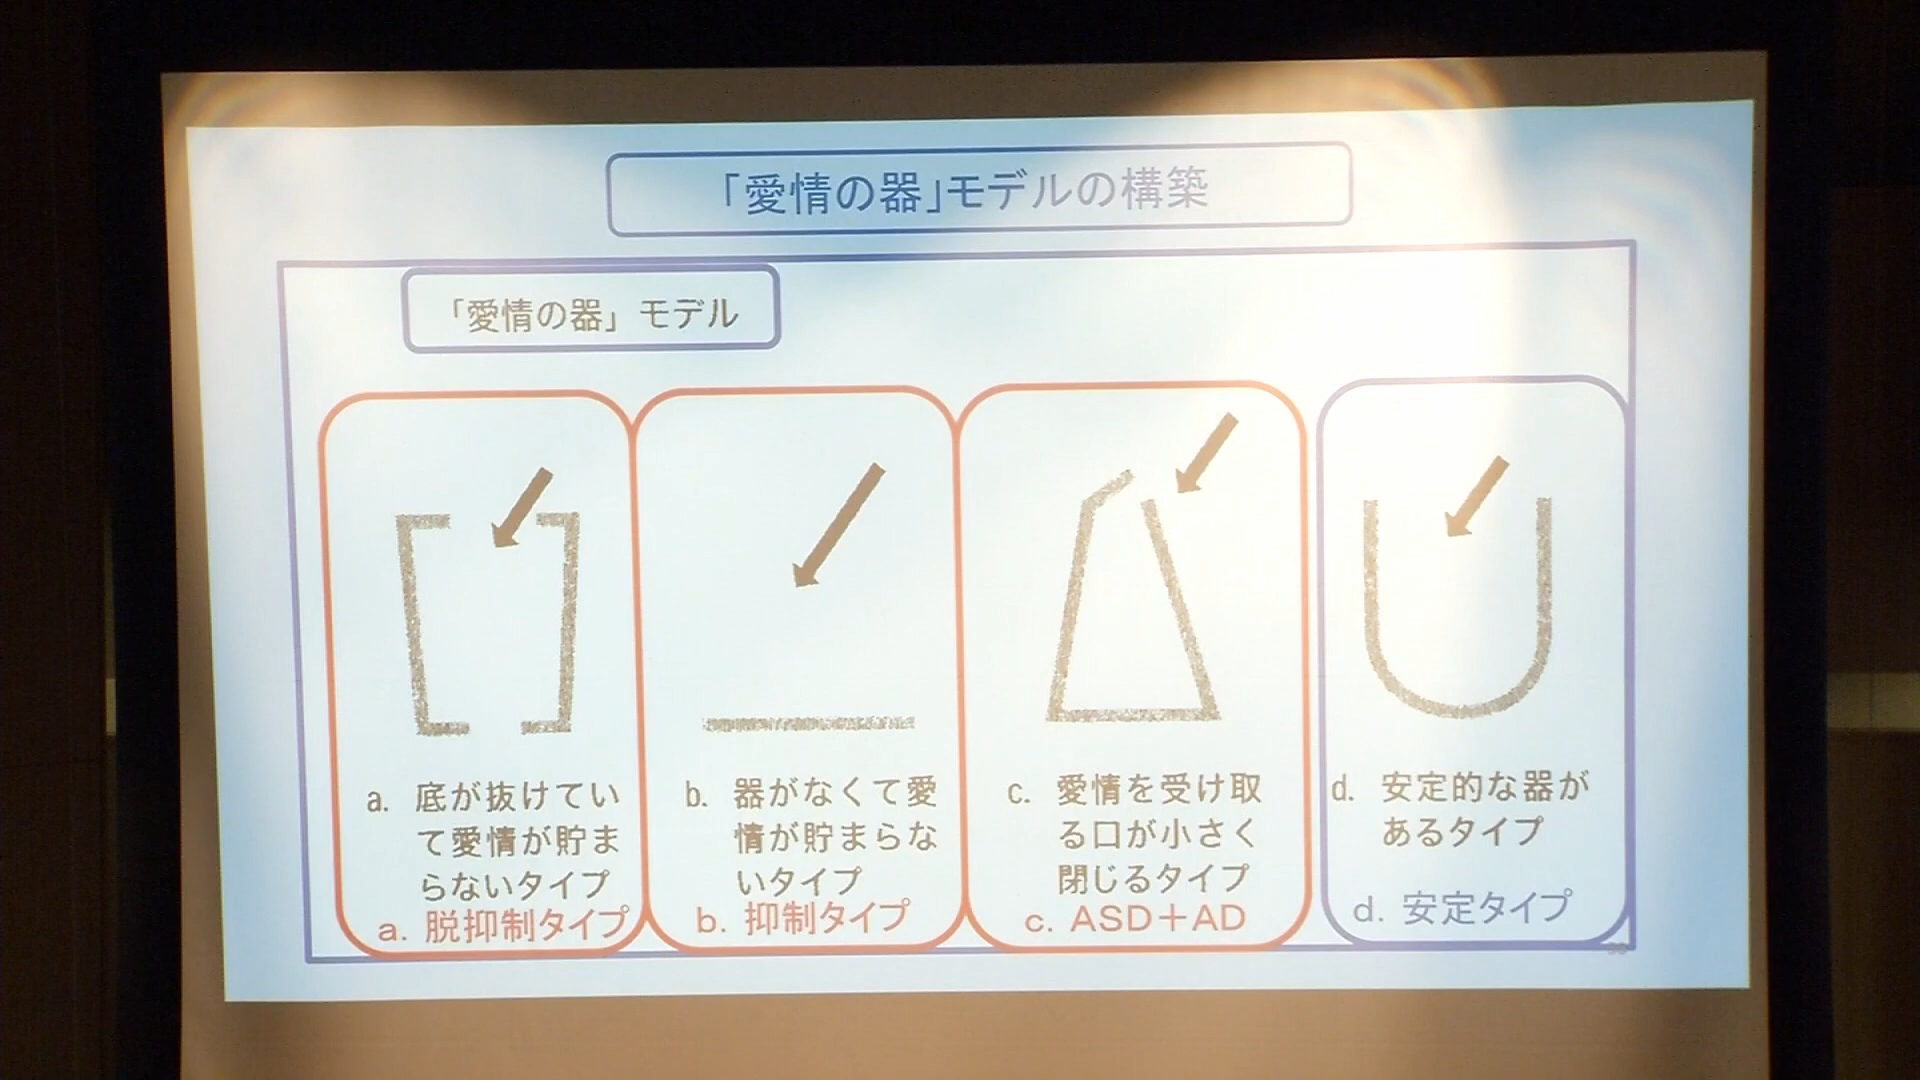 「愛情の器」モデルの構築
「愛情の器」 モデル
a. 底が抜けてい
て愛情が貯ま
らないタイプ
a. 脱抑制タイプ
b. 器がなくて愛
情が貯まらな
いタイプ
b. 抑制タイプ
c. 愛情を受け取
る口が小さく
閉じるタイプ
c. ASD＋AD
d. 安定的な器が
あるタイプ
d. 安定タイプ